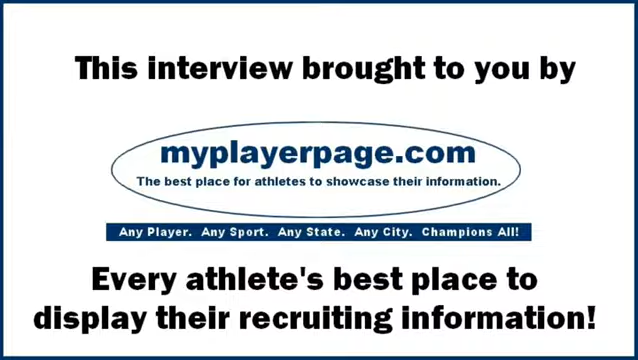 This interview brought to you by
myplayerpage.com
The best place for athletes to showcase their information.
Any Player. Any Sport. Any State. Any City. Champions All!
Every athlete's best place to
display their recruiting information!